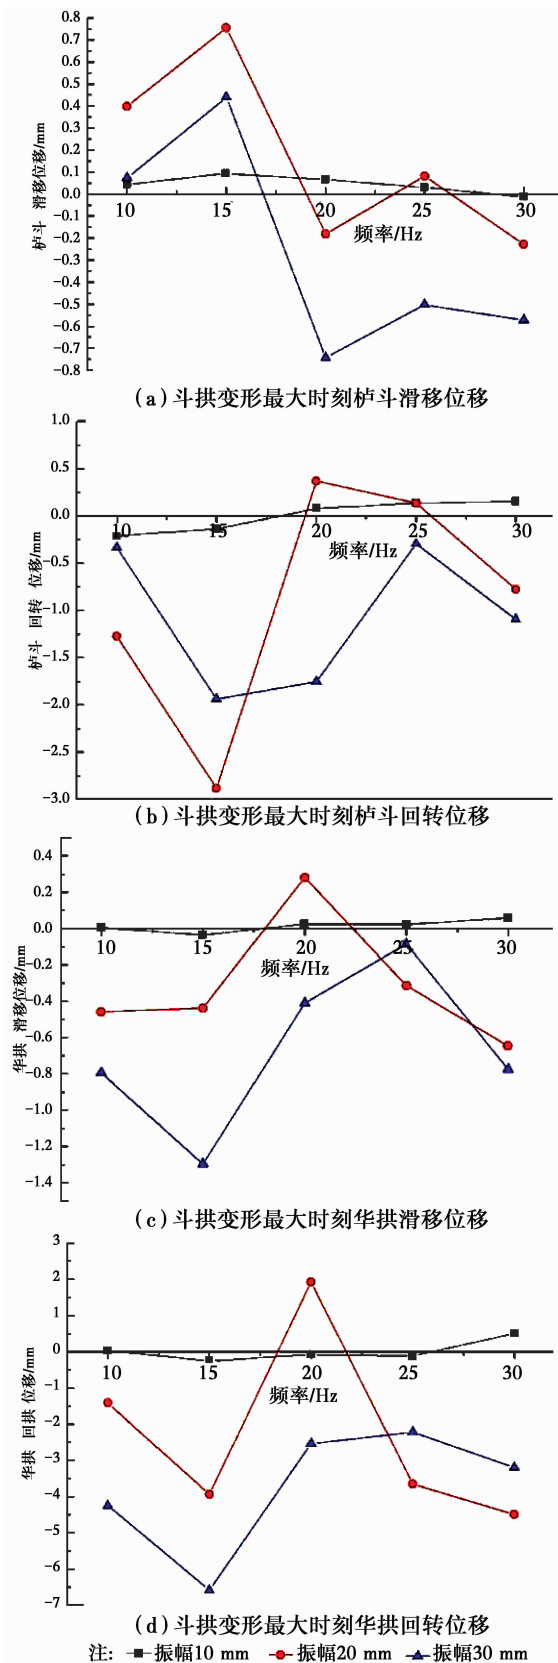 0.8
0.7
0.6
0.5
0.4
0.3
0.2
0.1
0.0
-0.1
-0.2
-0.3
-0.4
-0.5
-0.6
-0.7
-0.8
栌斗 滑移位移/mm
10 15 20 25 30
频率/Hz
(a)斗拱变形最大时刻栌斗滑移位移
1.0
0.5
0.0
-0.5
-1.0
-1.5
-2.0
-2.5
-3.0
栌斗 回转 位移/mm
10 15 20 25 30
频率/Hz
(b)斗拱变形最大时刻栌斗回转位移
0.4
0.2
0.0
-0.2
-0.4
-0.6
-0.8
-1.0
-1.2
-1.4
华拱 滑移位移/mm
10 15 20 25 30
频率/Hz
(c)斗拱变形最大时刻华拱滑移位移
3
2
1
0
-1
-2
-3
-4
-5
-6
-7
华拱 回拱 位移/mm
10 15 20 25 30
频率/Hz
(d)斗拱变形最大时刻华拱回转位移
注: 振幅10 mm 振幅20 mm 振幅30 mm